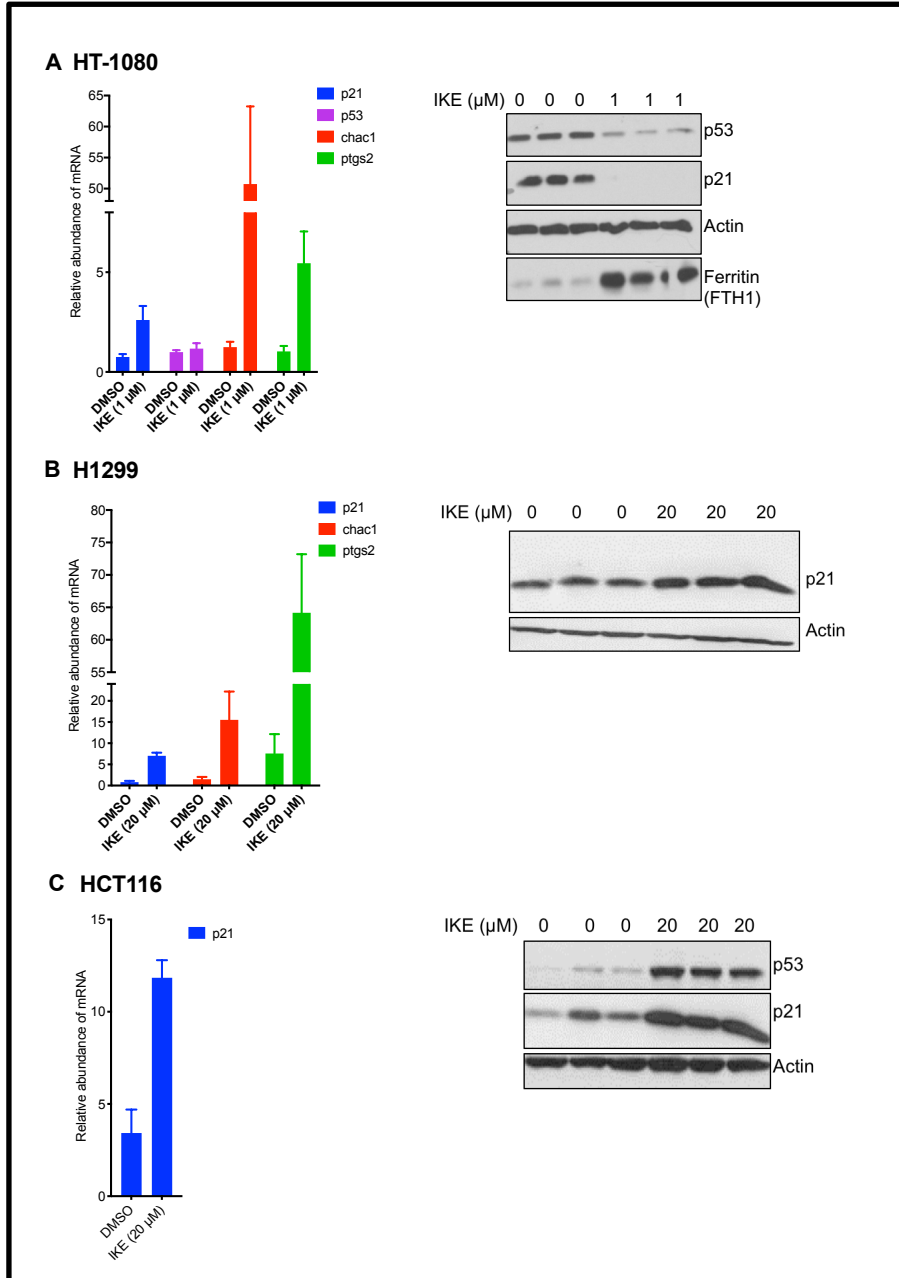 A HT-1080
p21
p53
chac1
ptgs2
Relative abundance of mRNA
65
60
55
50
5
0
DMSO
IKE (1 µM)
DMSO
IKE (1 µM)
DMSO
IKE (1 µM)
DMSO
IKE (1 µM)
IKE (µM) 0 0 0 1 1 1
p53
p21
Actin
Ferritin
(FTH1)
B H1299
p21
chac1
ptgs2
Relative abundance of mRNA
80
75
70
65
60
55
20
15
10
5
0
DMSO
IKE (20 µM)
DMSO
IKE (20 µM)
DMSO
IKE (20 µM)
IKE (µM) 0 0 0 20 20 20
p21
Actin
C HCT116
p21
Relative abundance of mRNA
15
10
5
0
DMSO
IKE (20 µM)
IKE (µM) 0 0 0 20 20 20
p53
p21
Actin